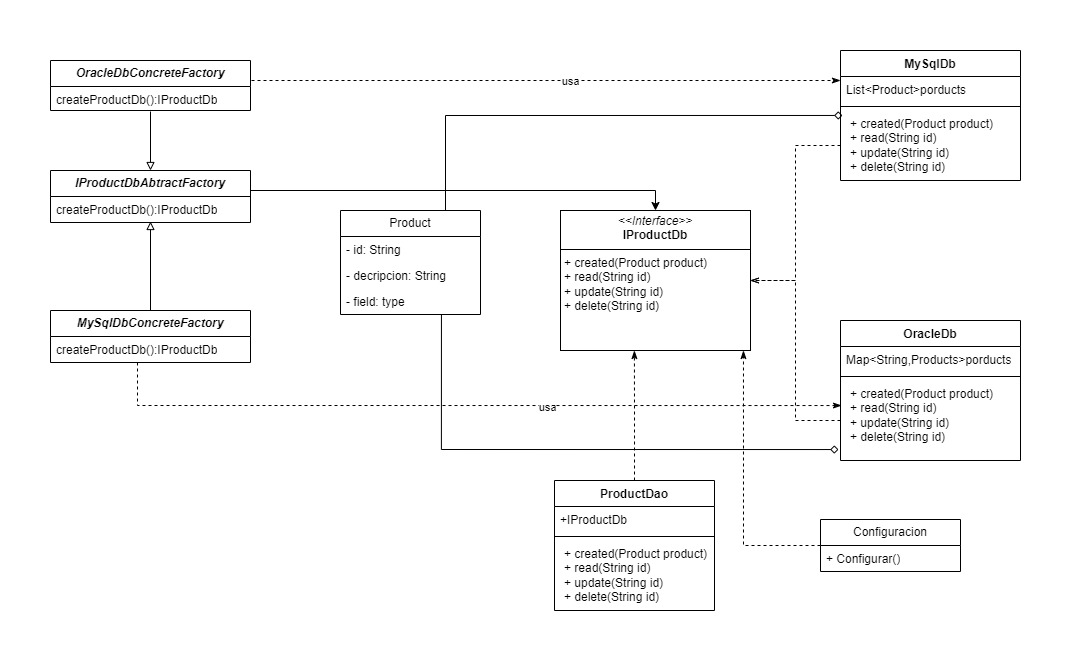 OracleDbConcreteFactory
createProductDb():IProductDb
usa
MySqlDb
List<Product>porducts
+ created(Product product)
+ read(String id)
+ update(String id)
+ delete(String id)
IProductDbAbtractFactory
createProductDb():IProductDb
Product
- id: String
- decripcion: String
- field: type
<<Interface>>
IProductDb
+ created(Product product)
+ read(String id)
+ update(String id)
+ delete(String id)
MySqlDbConcreteFactory
createProductDb():IProductDb
usa
OracleDb
Map<String,Products>porducts
+ created(Product product)
+ read(String id)
+ update(String id)
+ delete(String id)
ProductDao
+IProductDb
+ created(Product product)
+ read(String id)
+ update(String id)
+ delete(String id)
Configuracion
+ Configurar()